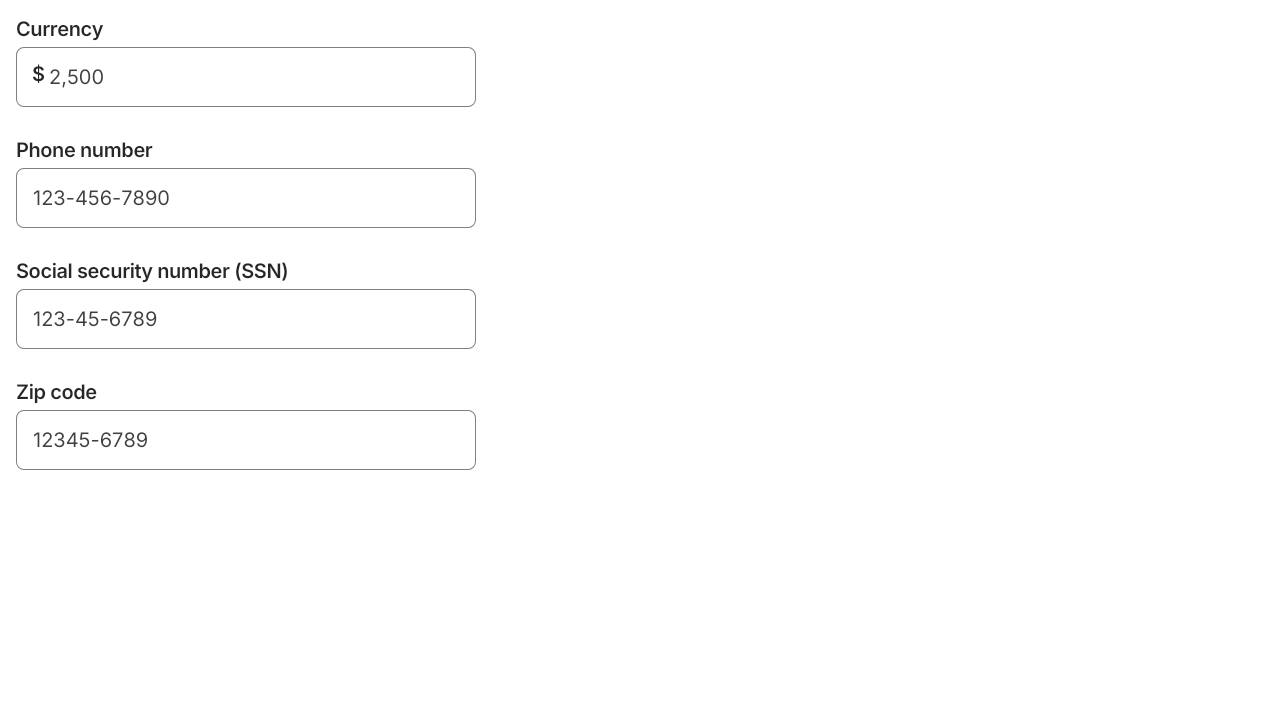 Currency
$ 2,500
Phone number
123-456-7890
Social security number (SSN)
123-45-6789
Zip code
12345-6789